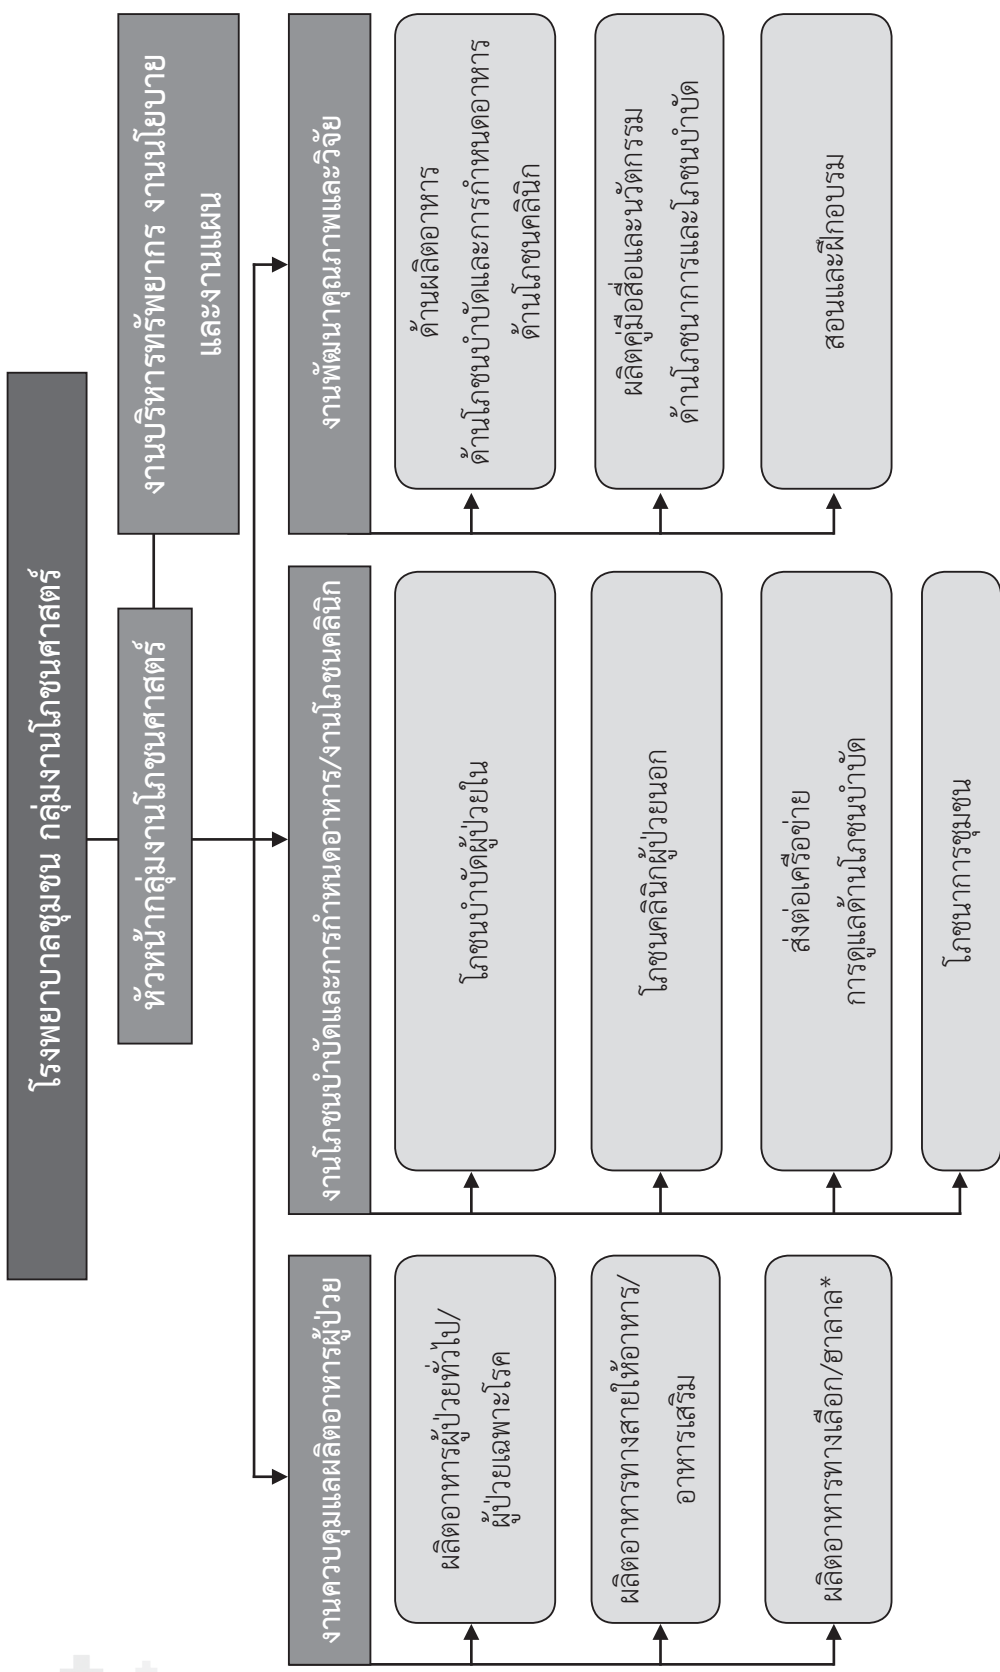 โรงพยาบาลชุมชน กลุ่มงานโภชนศาสตร์
หัวหน้ากลุ่มงานโภชนศาสตร์
งานบริหารทรัพยากร งานนโยบาย
และงานแผน
งานควบคุมแลผลิตอาหารผู้ป่วย
ผลิตอาหารผู้ป่วยทั่วไป/
ผู้ป่วยเฉพาะโรค
ผลิตอาหารทางสายให้อาหาร/
อาหารเสริม
ผลิตอาหารทางเลือก/ฮาลาล*
งานโภชนบำบัดและการกำหนดอาหาร/งานโภชนคลินิก
โภชนบำบัดผู้ป่วยใน
โภชนคลินิกผู้ป่วยนอก
ส่งต่อเครือข่าย
การดูแลด้านโภชนบำบัด
โภชนาการชุมชน
งานพัฒนาคุณภาพและวิจัย
ด้านผลิตอาหาร
ด้านโภชนบำบัดและการกำหนดอาหาร
ด้านโภชนคลินิก
ผลิตคู่มือสื่อและนวัตกรรม
ด้านโภชนาการและโภชนบำบัด
สอนและฝึกอบรม